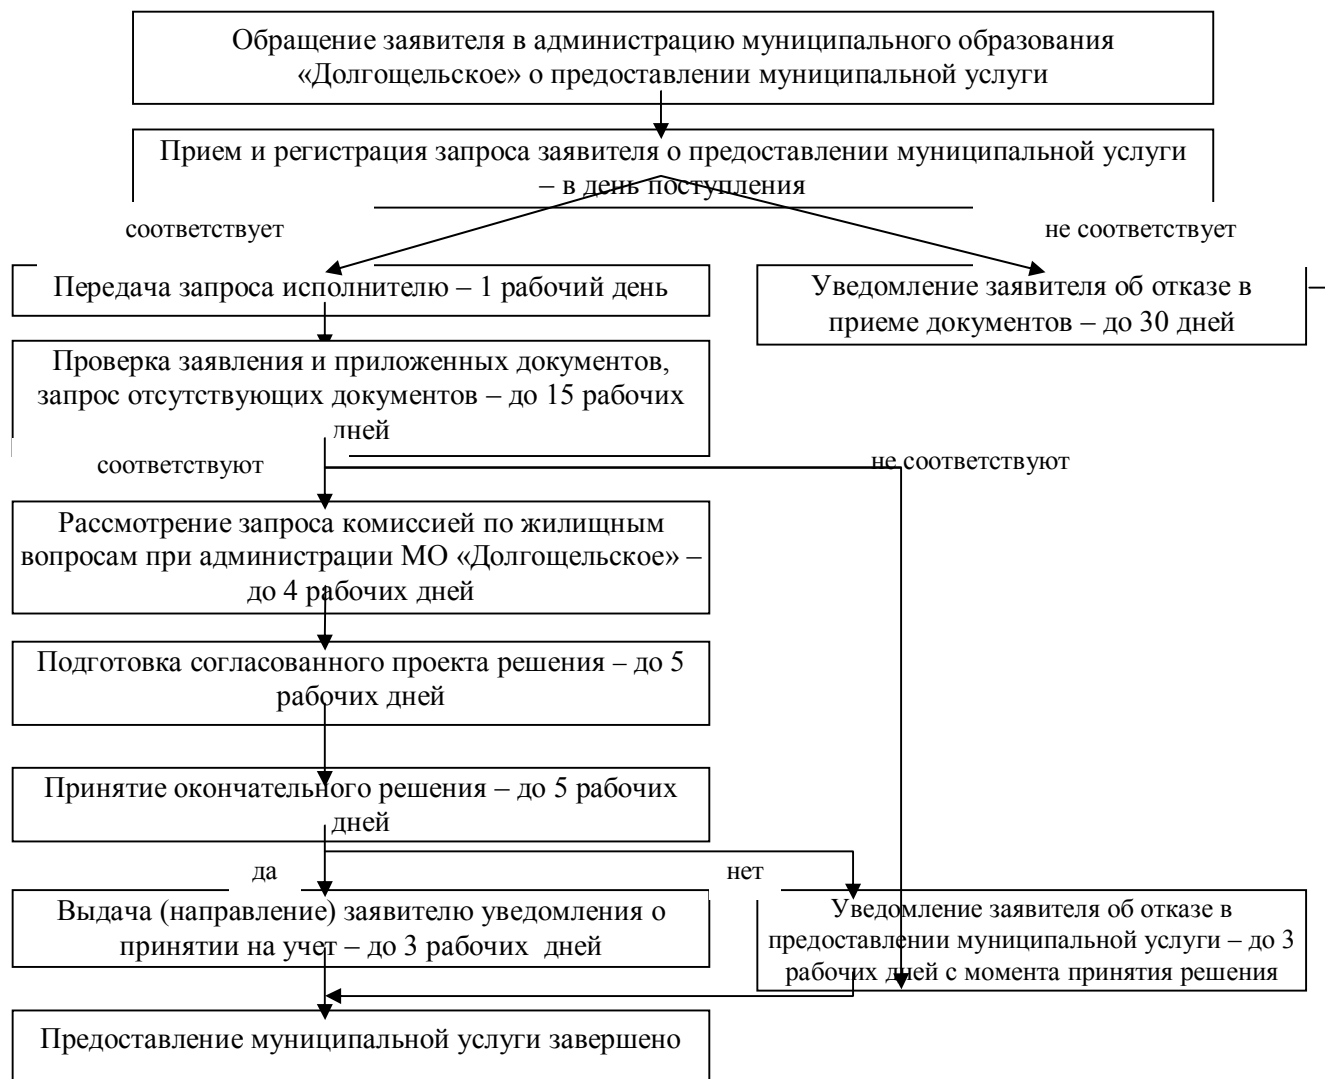 Обращение заявителя в администрацию муниципального образования
«Долгощельское» о предоставлении муниципальной услуги
Прием и регистрация запроса заявителя о предоставлении муниципальной услуги
– в день поступления
соответствует
не соответствует
Передача запроса исполнителю – 1 рабочий день
Уведомление заявителя об отказе в
приеме документов – до 30 дней
Проверка заявления и приложенных документов,
запрос отсутствующих документов – до 15 рабочих
дней
соответствуют
не соответствуют
Рассмотрение запроса комиссией по жилищным
вопросам при администрации МО «Долгощельское» –
до 4 рабочих дней
Подготовка согласованного проекта решения – до 5
рабочих дней
Принятие окончательного решения – до 5 рабочих
дней
да
нет
Выдача (направление) заявителю уведомления о
принятии на учет – до 3 рабочих дней
Уведомление заявителя об отказе в
предоставлении муниципальной услуги – до 3
рабочих дней с момента принятия решения
Предоставление муниципальной услуги завершено